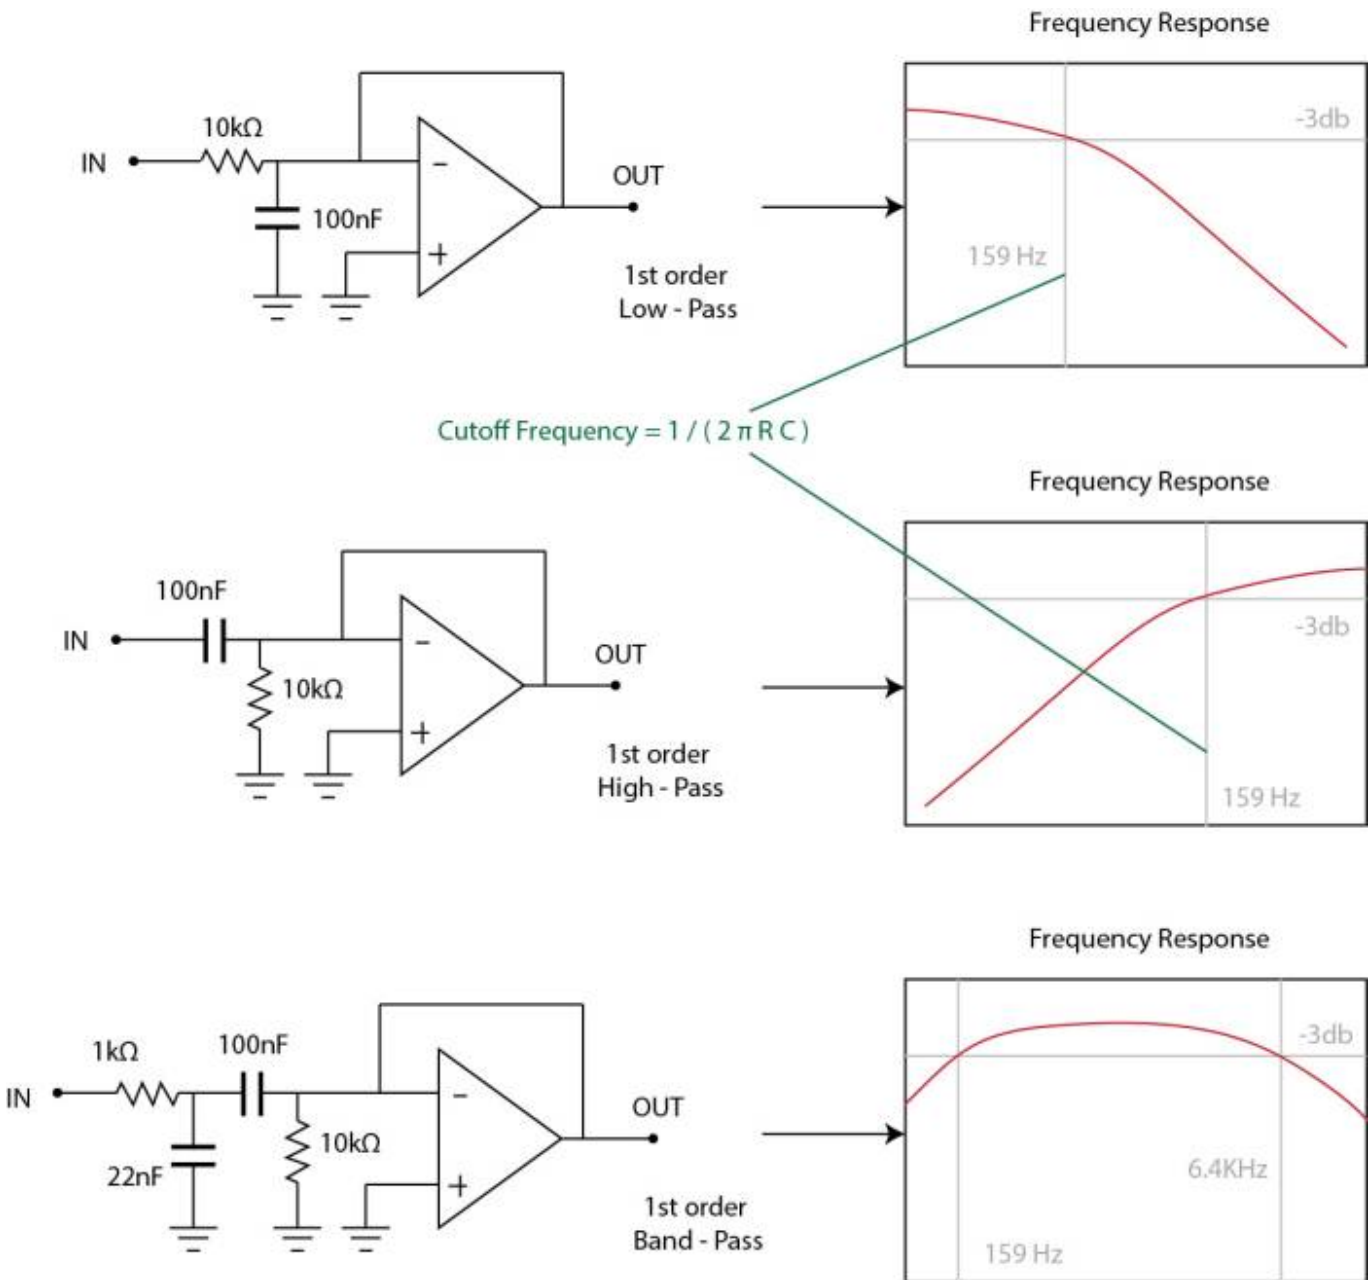 Frequency Response
10kΩ
IN
100nF
−
+
OUT
1st order
Low - Pass
-3db
159 Hz
Cutoff Frequency = 1 / ( 2 π R C )
Frequency Response
100nF
IN
10kΩ
−
+
OUT
1st order
High - Pass
-3db
159 Hz
Frequency Response
1kΩ
100nF
IN
22nF
10kΩ
−
+
OUT
1st order
Band - Pass
-3db
6.4KHz
159 Hz